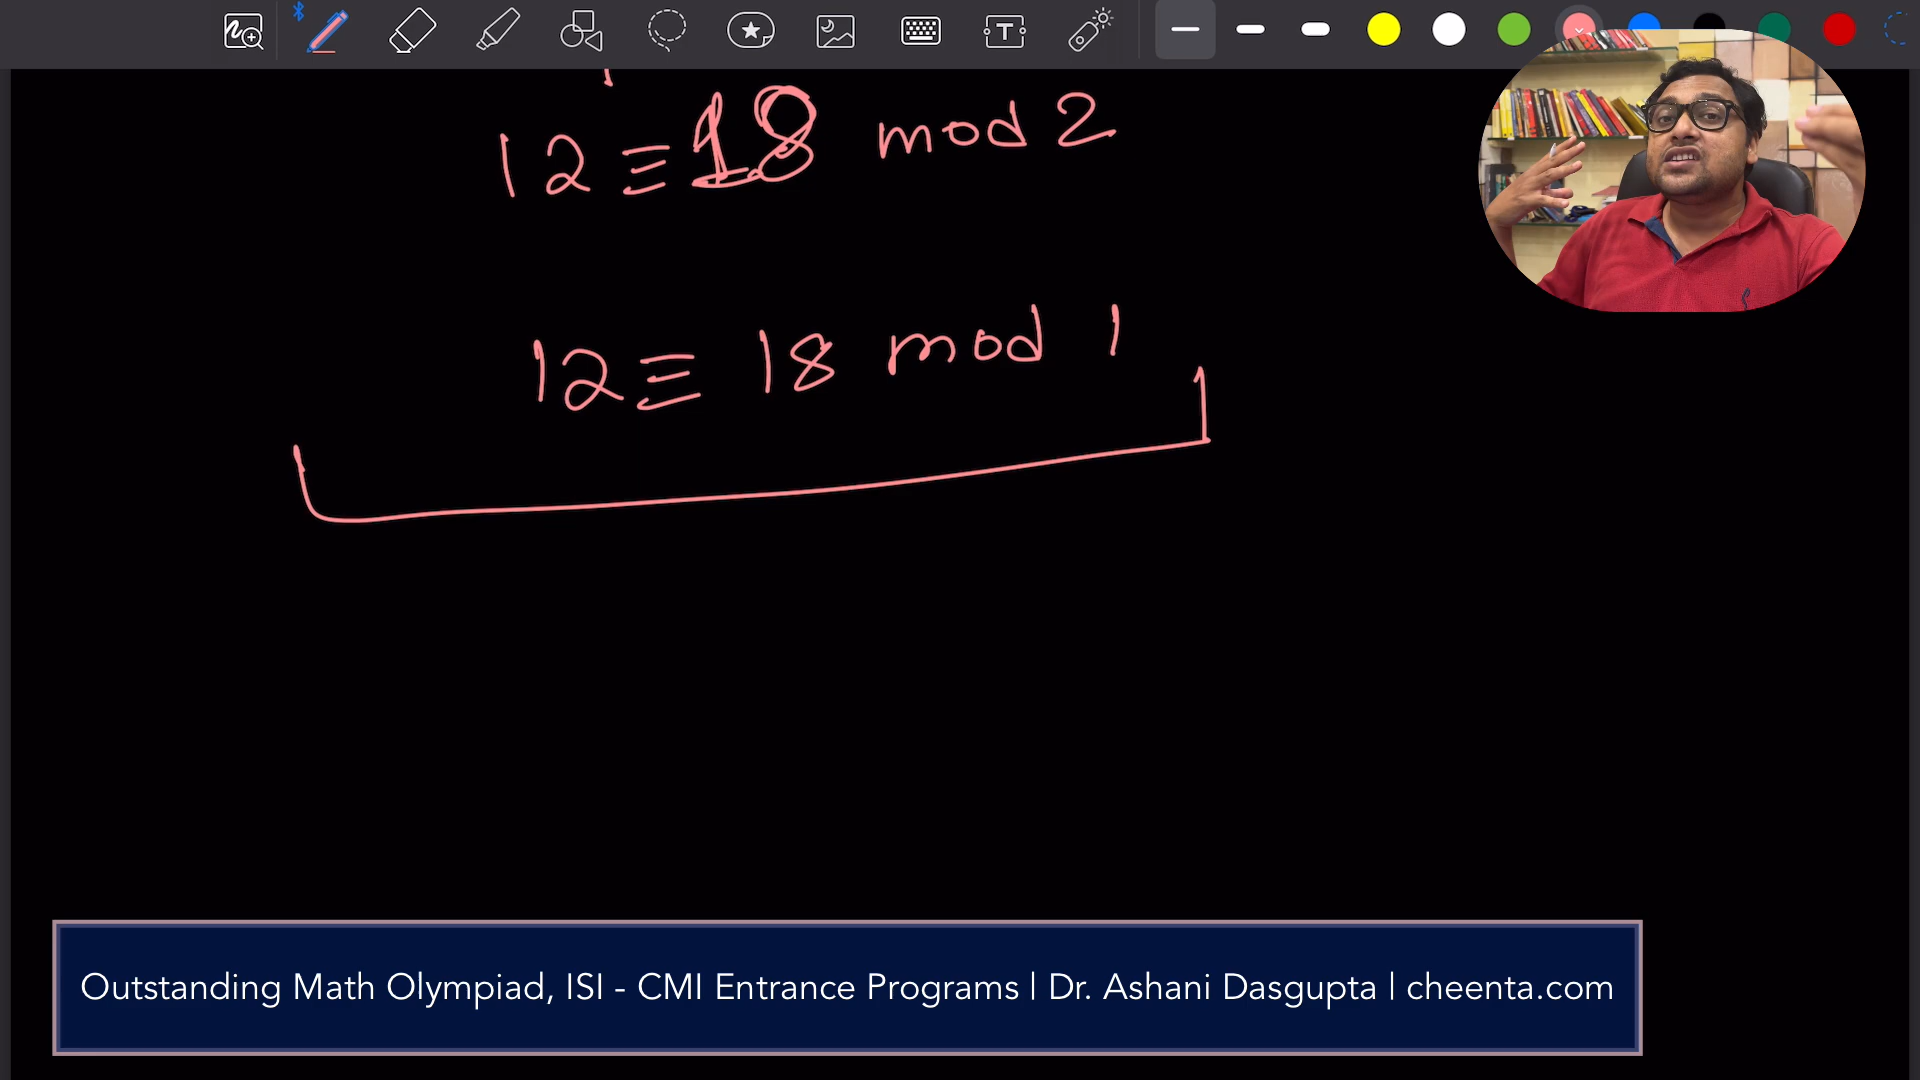 12 ≡ 18 mod 2
12 ≡ 18 mod 1
Outstanding Math Olympiad, ISI - CMI Entrance Programs | Dr. Ashani Dasgupta | cheenta.com